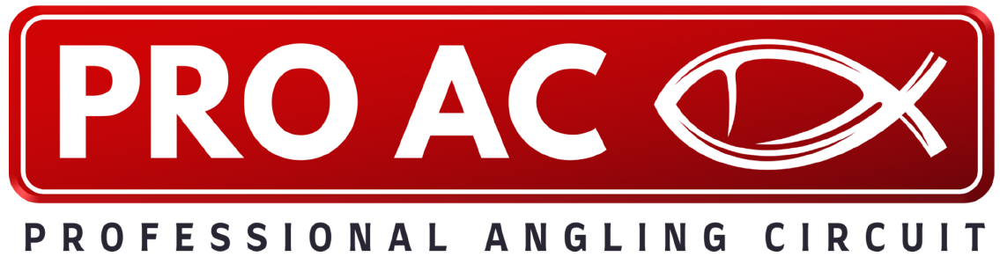 PRO AC
PROFESSIONAL ANGLING CIRCUIT